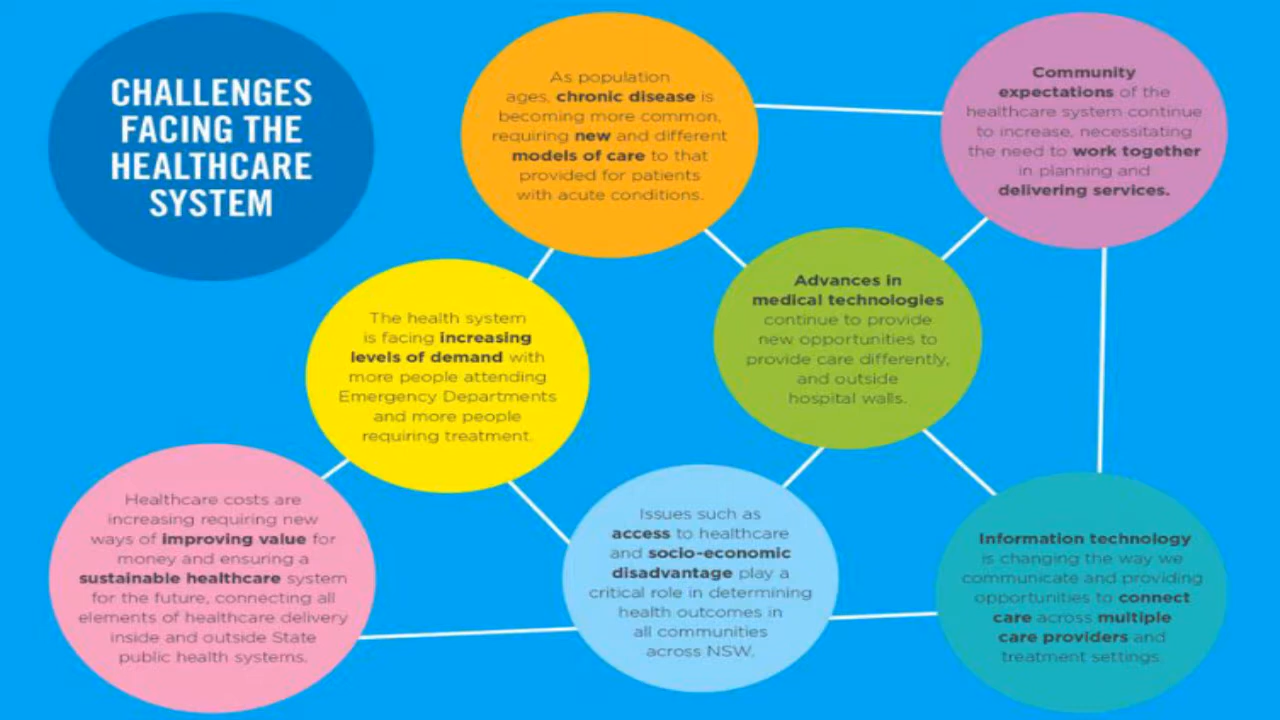 CHALLENGES
FACING THE
HEALTHCARE
SYSTEM
As population
ages, chronic disease is
becoming more common,
requiring new and different
models of care to that
provided for patients
with acute conditions.
Community
expectations of the
healthcare system continue
to increase, necessitating
the need to work together
in planning and
delivering services.
The health system
is facing increasing
levels of demand with
more people attending
Emergency Departments
and more people
requiring treatment.
Advances in
medical technologies
continue to provide
new opportunities to
provide care differently,
and outside
hospital walls.
Healthcare costs are
increasing requiring new
ways of improving value for
money and ensuring a
sustainable healthcare system
for the future, connecting all
elements of healthcare delivery
inside and outside State
public health systems.
Issues such as
access to healthcare
and socio-economic
disadvantage play a
critical role in determining
health outcomes in
all communities
across NSW.
Information technology
is changing the way we
communicate and providing
opportunities to connect
care across multiple
care providers and
treatment settings.